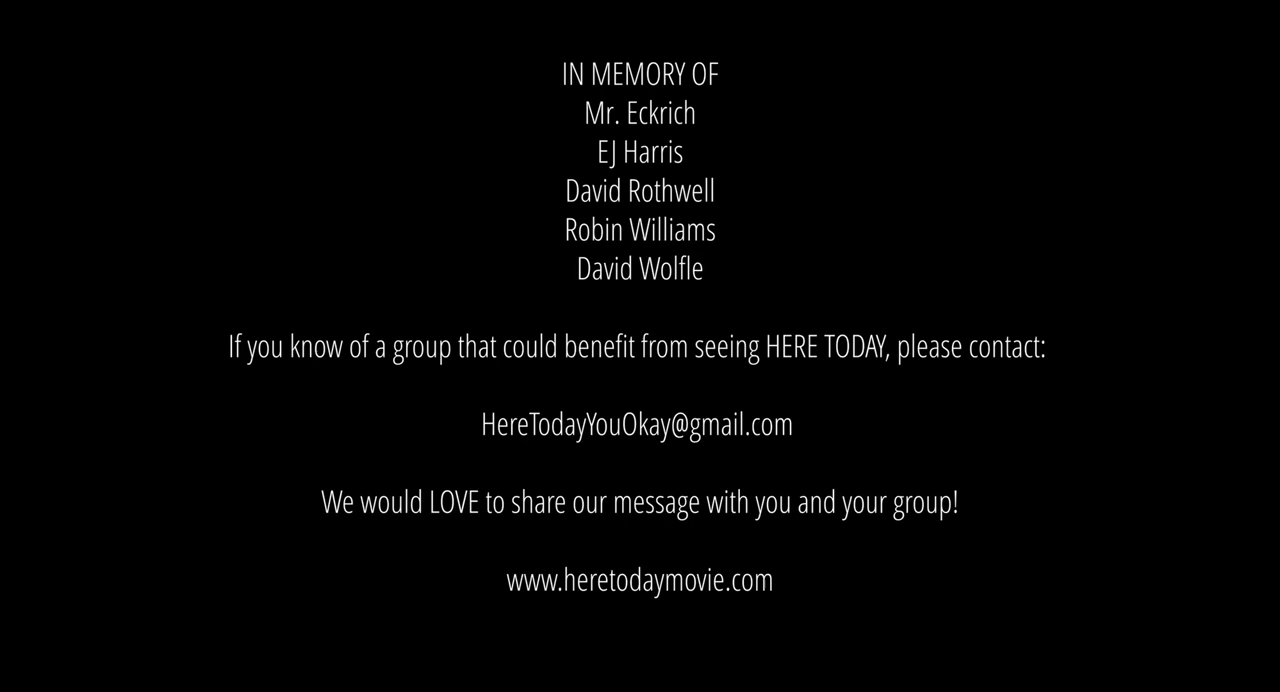 IN MEMORY OF
Mr. Eckrich
EJ Harris
David Rothwell
Robin Williams
David Wolfle
If you know of a group that could benefit from seeing HERE TODAY, please contact:
HereTodayYouOkay@gmail.com
We would LOVE to share our message with you and your group!
www.heretodaymovie.com